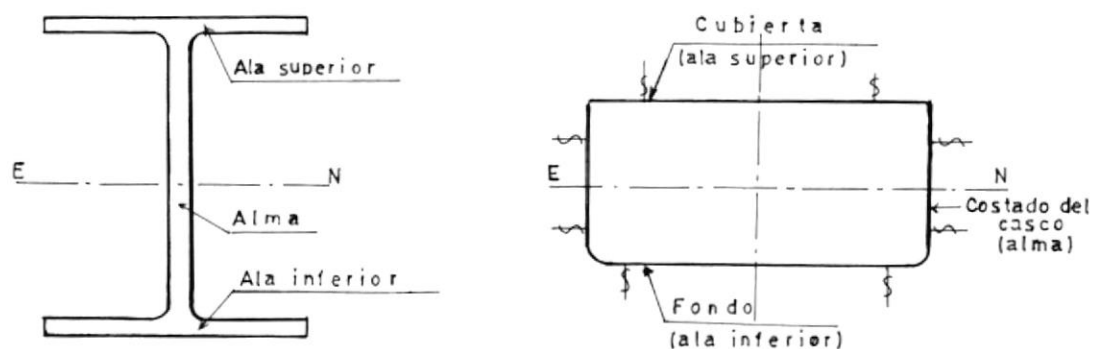 Ala superior
E
N
Alma
Ala inferior
Cubierta
(ala superior)
E
N
Costado del
casco
(alma)
Fondo
(ala inferior)